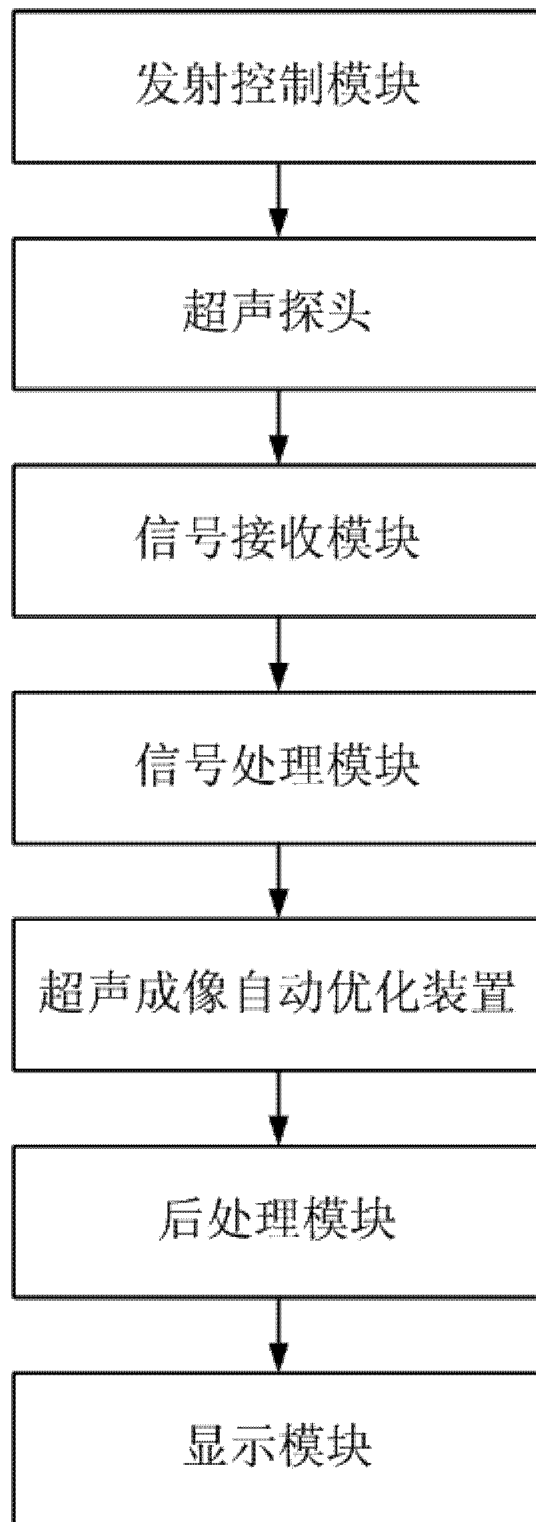 发射控制模块
超声探头
信号接收模块
信号处理模块
超声成像自动优化装置
后处理模块
显示模块